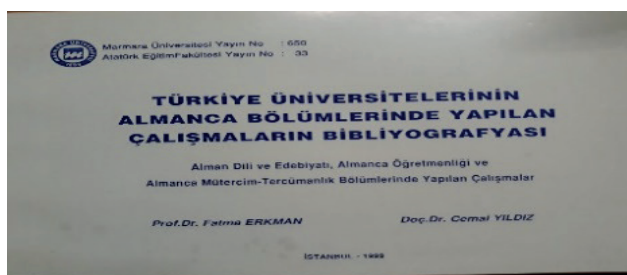 Marmara Üniversitesi Yayın No : 650
Atatürk Eğitim Fakültesi Yayın No : 33
TÜRKİYE ÜNİVERSİTELERİNİN
ALMANCA BÖLÜMLERİNDE YAPILAN
ÇALIŞMALARIN BİBLİYOGRAFYASI
Alman Dili ve Edebiyatı, Almanca Öğretmenliği ve
Almanca Mütercim-Tercümanlık Bölümlerinde Yapılan Çalışmalar
Prof.Dr. Fatma ERKMAN Doç.Dr. Cemal YILDIZ
İSTANBUL -